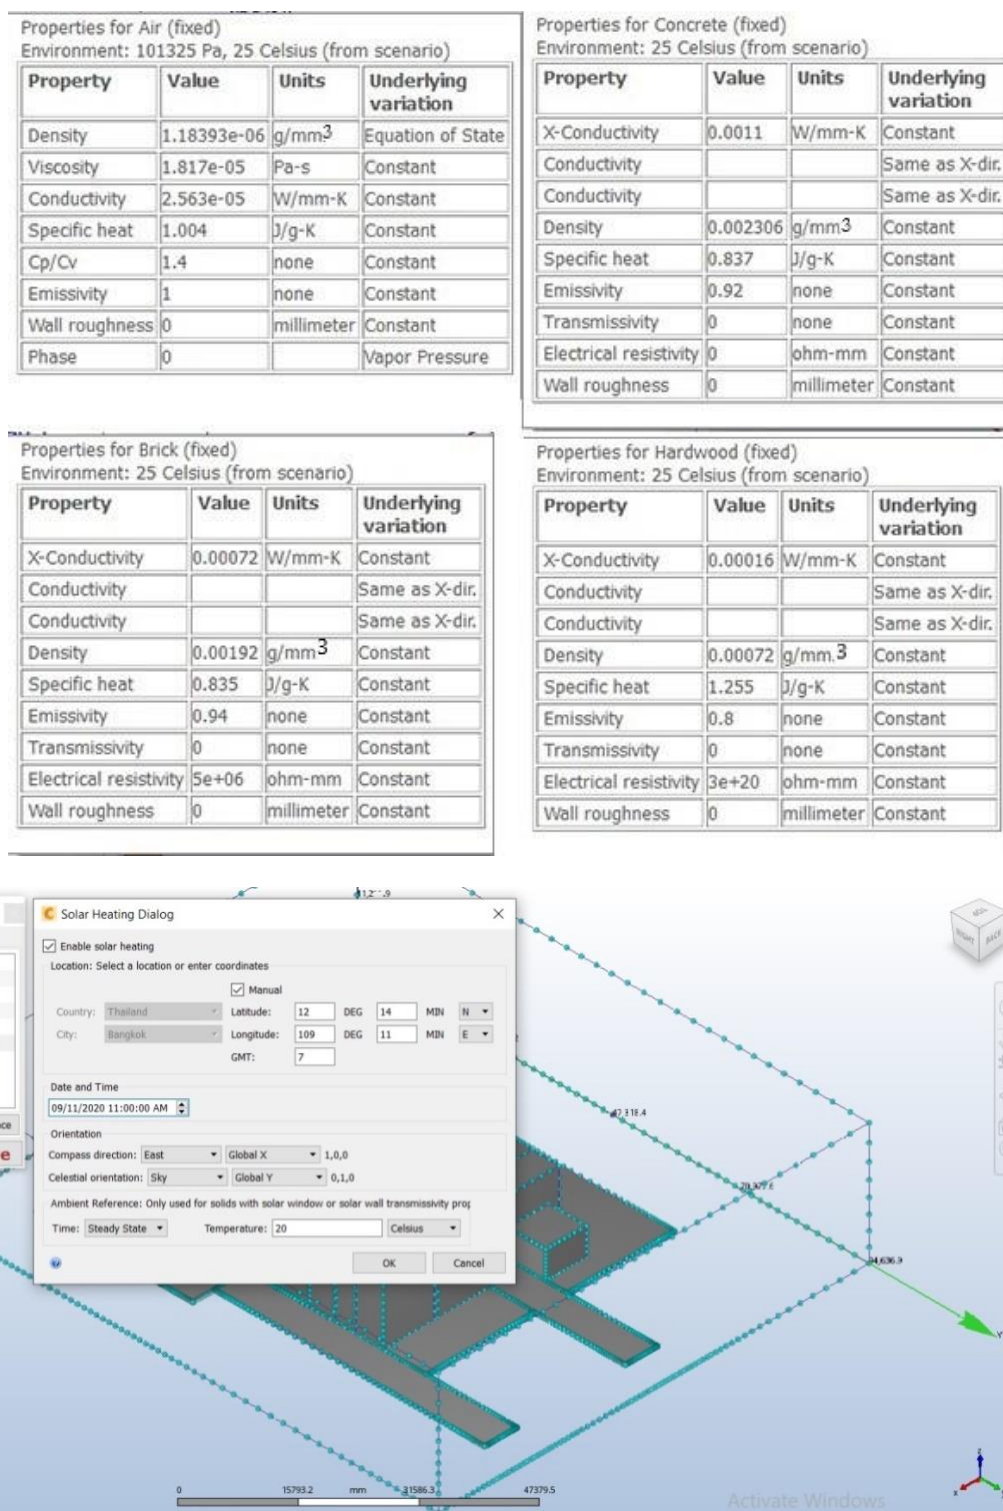 Properties for Air (fixed)
Environment: 101325 Pa, 25 Celsius (from scenario)
Property Value Units Underlying variation
Density 1.18393e-06 g/mm3 Equation of State
Viscosity 1.817e-05 Pa-s Constant
Conductivity 2.563e-05 W/mm-K Constant
Specific heat 1.004 J/g-K Constant
Cp/Cv 1.4 none Constant
Emissivity 1 none Constant
Wall roughness 0 millimeter Constant
Phase 0 Vapor Pressure
Properties for Concrete (fixed)
Environment: 25 Celsius (from scenario)
Property Value Units Underlying variation
X-Conductivity 0.0011 W/mm-K Constant
Conductivity Same as X-dir.
Conductivity Same as X-dir.
Density 0.002306 g/mm3 Constant
Specific heat 0.837 J/g-K Constant
Emissivity 0.92 none Constant
Transmissivity 0 none Constant
Electrical resistivity 0 ohm-mm Constant
Wall roughness 0 millimeter Constant
Properties for Brick (fixed)
Environment: 25 Celsius (from scenario)
Property Value Units Underlying variation
X-Conductivity 0.00072 W/mm-K Constant
Conductivity Same as X-dir.
Conductivity Same as X-dir.
Density 0.00192 g/mm3 Constant
Specific heat 0.835 J/g-K Constant
Emissivity 0.94 none Constant
Transmissivity 0 none Constant
Electrical resistivity 5e+06 ohm-mm Constant
Wall roughness 0 millimeter Constant
Properties for Hardwood (fixed)
Environment: 25 Celsius (from scenario)
Property Value Units Underlying variation
X-Conductivity 0.00016 W/mm-K Constant
Conductivity Same as X-dir.
Conductivity Same as X-dir.
Density 0.00072 g/mm.3 Constant
Specific heat 1.255 J/g-K Constant
Emissivity 0.8 none Constant
Transmissivity 0 none Constant
Electrical resistivity 3e+20 ohm-mm Constant
Wall roughness 0 millimeter Constant
Solar Heating Dialog
Enable solar heating
Location: Select a location or enter coordinates
Manual
Country: Thailand Latitude: 12 DEG 14 MIN N
City: Bangkok Longitude: 109 DEG 11 MIN E
GMT: 7
Date and Time
09/11/2020 11:00:00 AM
Orientation
Compass direction: East Global X 1,0,0
Celestial orientation: Sky Global Y 0,1,0
Ambient Reference: Only used for solids with solar window or solar wall transmissivity prop
Time: Steady State Temperature: 20 Celsius
OK Cancel
TOP
RIGHT BACK
47,318.4
Y
0 15793.2 mm 31586.3 47379.5
Z
Activate Windows